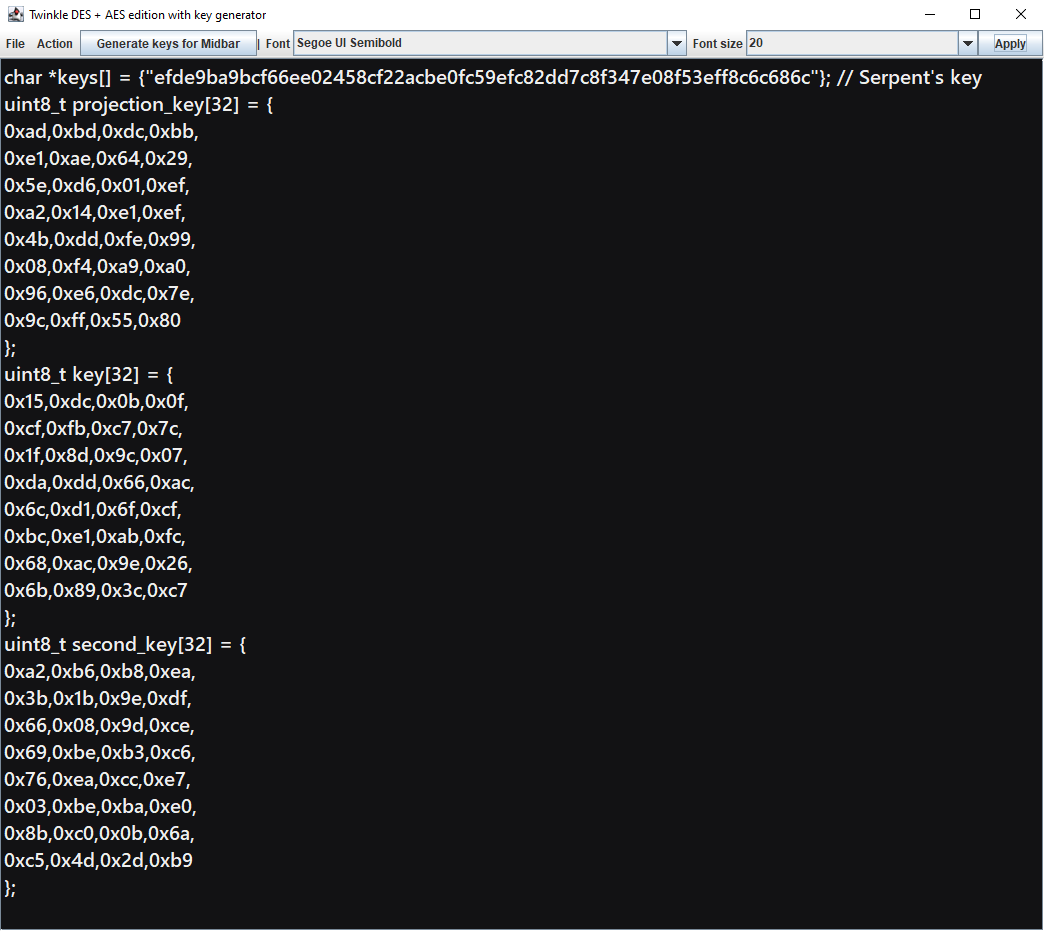 Twinkle DES + AES edition with key generator
File Action Generate keys for Midbar | Font Segoe UI Semibold Font size 20 Apply
char *keys[] = {"efde9ba9bcf66ee02458cf22acbe0fc59efc82dd7c8f347e08f53eff8c6c686c"}; // Serpent's key
uint8_t projection_key[32] = {
0xad,0xbd,0xdc,0xbb,
0xe1,0xae,0x64,0x29,
0x5e,0xd6,0x01,0xef,
0xa2,0x14,0xe1,0xef,
0x4b,0xdd,0xfe,0x99,
0x08,0xf4,0xa9,0xa0,
0x96,0xe6,0xdc,0x7e,
0x9c,0xff,0x55,0x80
};
uint8_t key[32] = {
0x15,0xdc,0x0b,0x0f,
0xcf,0xfb,0xc7,0x7c,
0x1f,0x8d,0x9c,0x07,
0xda,0xdd,0x66,0xac,
0x6c,0xd1,0x6f,0xcf,
0xbc,0xe1,0xab,0xfc,
0x68,0xac,0x9e,0x26,
0x6b,0x89,0x3c,0xc7
};
uint8_t second_key[32] = {
0xa2,0xb6,0xb8,0xea,
0x3b,0x1b,0x9e,0xdf,
0x66,0x08,0x9d,0xce,
0x69,0xbe,0xb3,0xc6,
0x76,0xea,0xcc,0xe7,
0x03,0xbe,0xba,0xe0,
0x8b,0xc0,0x0b,0x6a,
0xc5,0x4d,0x2d,0xb9
};